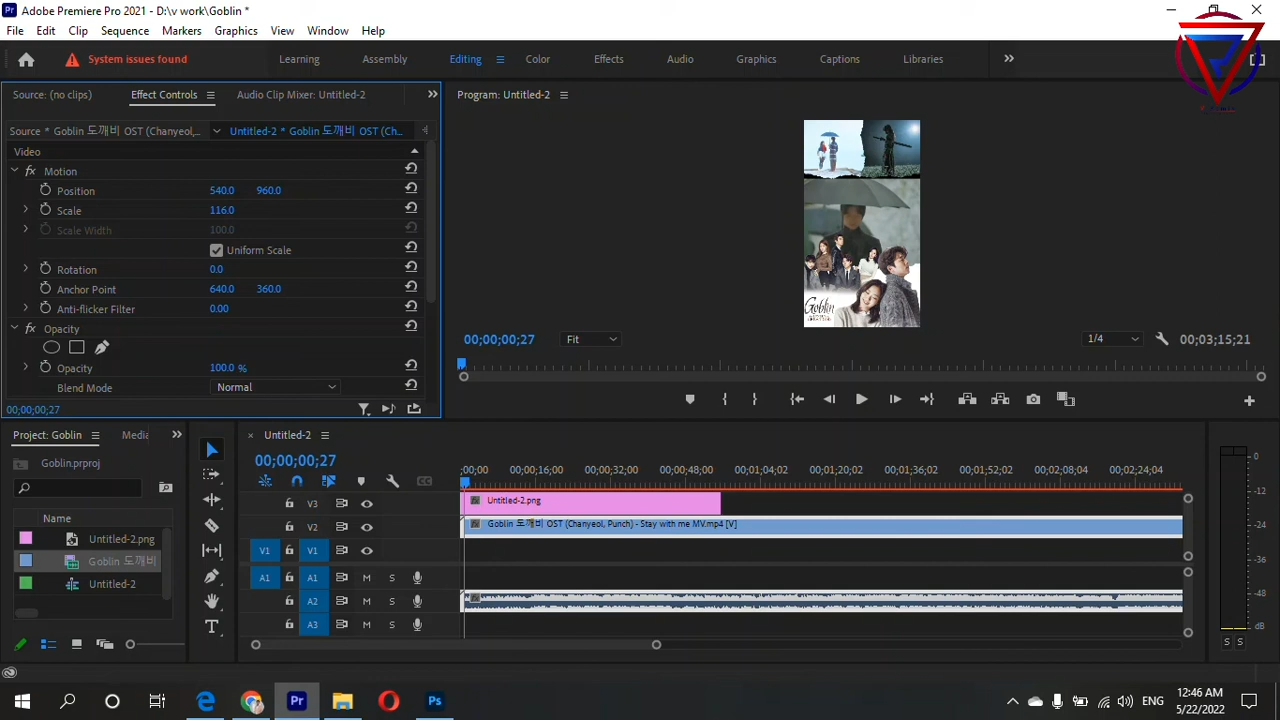 Adobe Premiere Pro 2021 - D:\v work\Goblin *
File Edit Clip Sequence Markers Graphics View Window Help
System issues found Learning Assembly Editing Color Effects Audio Graphics Captions Libraries
Source: (no clips) Effect Controls Audio Clip Mixer: Untitled-2
Program: Untitled-2
Source * Goblin 도깨비 OST (Chanyeol,... Untitled-2 * Goblin 도깨비 OST (Ch...
Video
fx Motion
Position 540.0 960.0
Scale 116.0
Scale Width 100.0
Uniform Scale
Rotation 0.0
Anchor Point 640.0 360.0
Anti-flicker Filter 0.00
fx Opacity
Opacity 100.0 %
Blend Mode Normal
00;00;00;27
Goblin
00;00;00;27 Fit 1/4 00;03;15;21
Project: Goblin Media
Goblin.prproj
Name
Untitled-2.png
Goblin 도깨비
Untitled-2
× Untitled-2
00;00;00;27
;00;00 00;00;16;00 00;00;32;00 00;00;48;00 00;01;04;02 00;01;20;02 00;01;36;02 00;01;52;02 00;02;08;04 00;02;24;04
V3 Untitled-2.png
V2 Goblin 도깨비 OST (Chanyeol, Punch) - Stay with me MV.mp4 [V]
V1 V1
A1 A1 M S
A2 M S
A3 M S
0
-12
-24
-36
-48
dB
S S
Ps
Pr
ENG
12:46 AM
5/22/2022